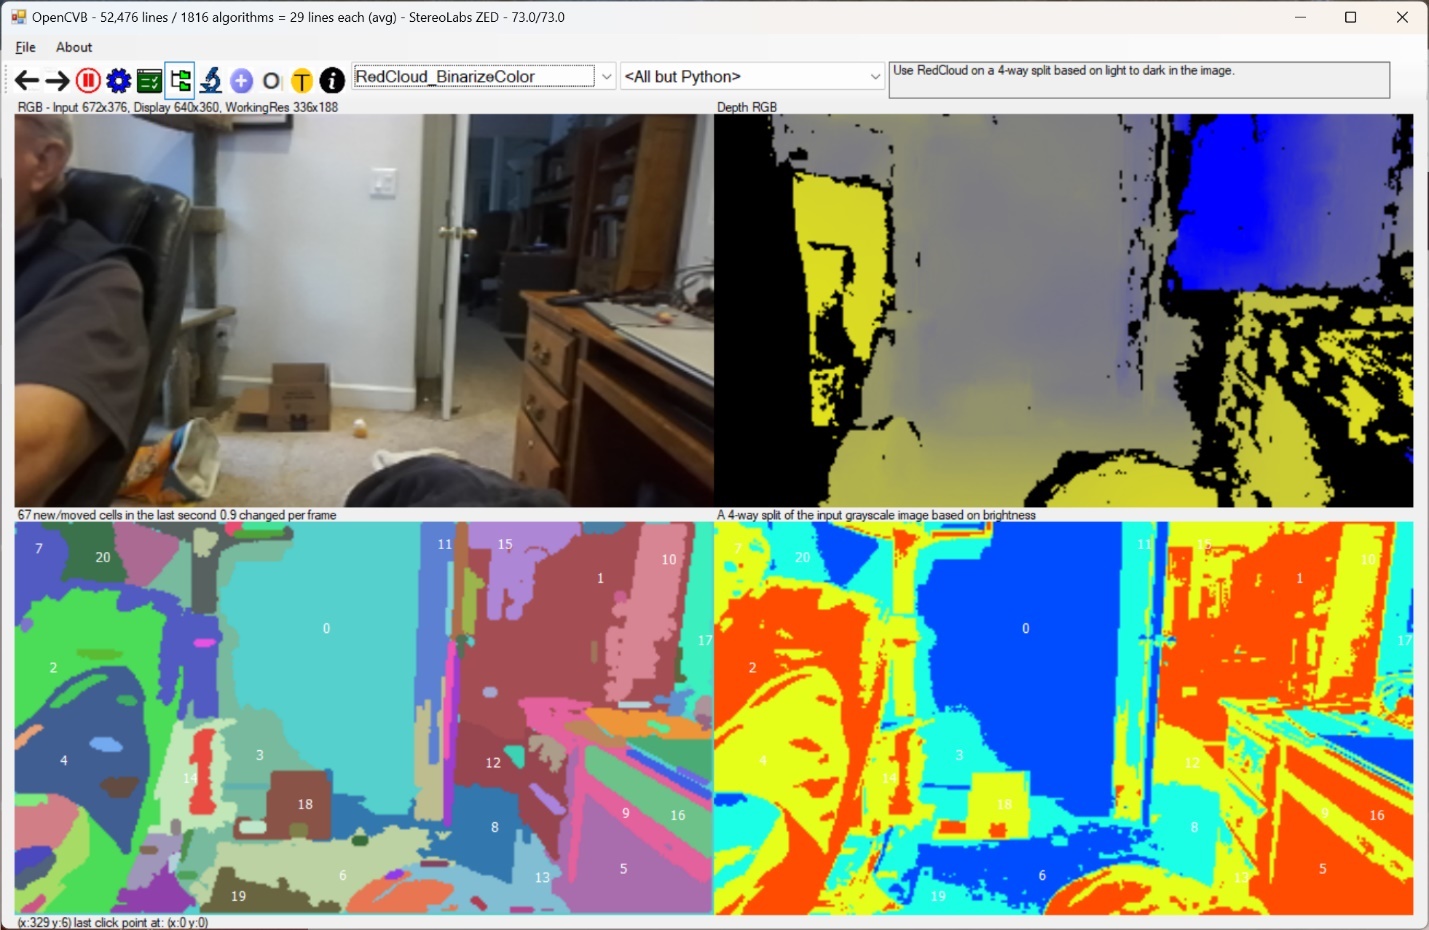 OpenCVB - 52,476 lines / 1816 algorithms = 29 lines each (avg) - StereoLabs ZED - 73.0/73.0
File About
RedCloud_BinarizeColor <All but Python> Use RedCloud on a 4-way split based on light to dark in the image.
RGB - Input 672x376, Display 640x360, WorkingRes 336x188 Depth RGB
67 new/moved cells in the last second 0.9 changed per frame A 4-way split of the input grayscale image based on brightness
7 20 11 15 1 10
0
2 17
4 3 12
14 18 9 16
8
6 13 5
19
7 20 11 15 1 10
0
2 17
4 3 12
14 18 9 16
8
6 13 5
19
(x:329 y:6) last click point at: (x:0 y:0)